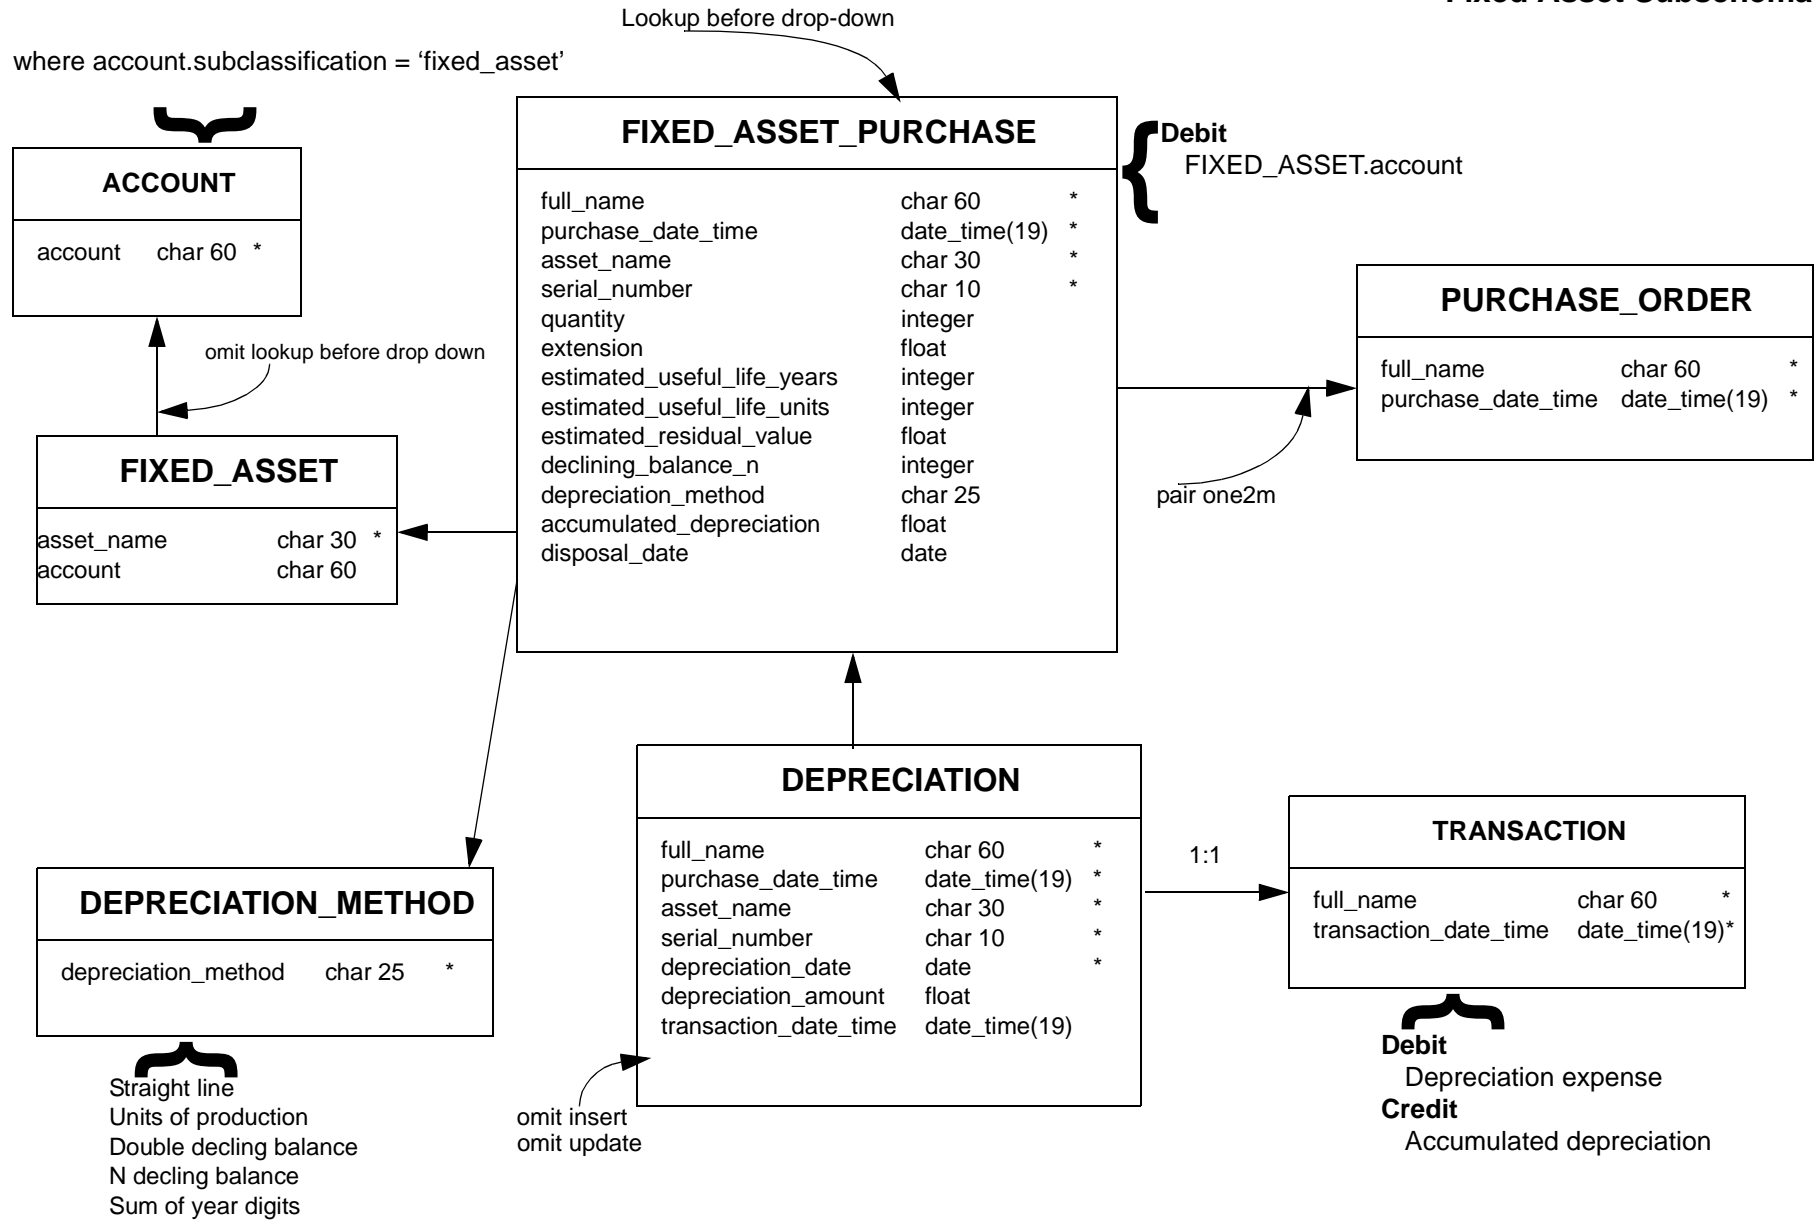 Fixed Asset Subschema
Lookup before drop-down
where account.subclassification = ‘fixed_asset’
ACCOUNT
account char 60 *
omit lookup before drop down
FIXED_ASSET
asset_name char 30 *
account char 60
FIXED_ASSET_PURCHASE
full_name char 60 *
purchase_date_time date_time(19) *
asset_name char 30 *
serial_number char 10 *
quantity integer
extension float
estimated_useful_life_years integer
estimated_useful_life_units integer
estimated_residual_value float
declining_balance_n integer
depreciation_method char 25
accumulated_depreciation float
disposal_date date
Debit
FIXED_ASSET.account
PURCHASE_ORDER
full_name char 60 *
purchase_date_time date_time(19) *
pair one2m
DEPRECIATION
full_name char 60 *
purchase_date_time date_time(19) *
asset_name char 30 *
serial_number char 10 *
depreciation_date date *
depreciation_amount float
transaction_date_time date_time(19)
omit insert
omit update
1:1
TRANSACTION
full_name char 60 *
transaction_date_time date_time(19)*
Debit
Depreciation expense
Credit
Accumulated depreciation
DEPRECIATION_METHOD
depreciation_method char 25 *
Straight line
Units of production
Double decling balance
N decling balance
Sum of year digits